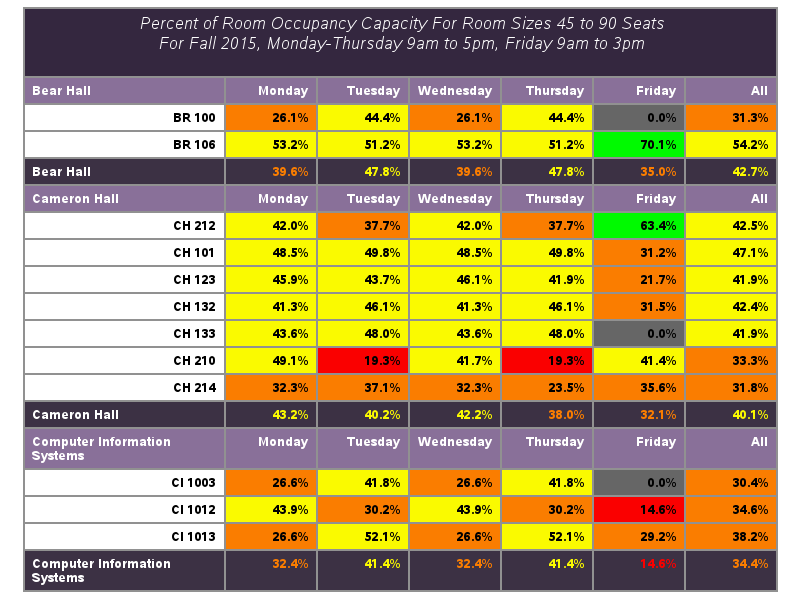 Percent of Room Occupancy Capacity For Room Sizes 45 to 90 Seats
For Fall 2015, Monday-Thursday 9am to 5pm, Friday 9am to 3pm
Bear Hall Monday Tuesday Wednesday Thursday Friday All
BR 100 26.1% 44.4% 26.1% 44.4% 0.0% 31.3%
BR 106 53.2% 51.2% 53.2% 51.2% 70.1% 54.2%
Bear Hall 39.6% 47.8% 39.6% 47.8% 35.0% 42.7%
Cameron Hall Monday Tuesday Wednesday Thursday Friday All
CH 212 42.0% 37.7% 42.0% 37.7% 63.4% 42.5%
CH 101 48.5% 49.8% 48.5% 49.8% 31.2% 47.1%
CH 123 45.9% 43.7% 46.1% 41.9% 21.7% 41.9%
CH 132 41.3% 46.1% 41.3% 46.1% 31.5% 42.4%
CH 133 43.6% 48.0% 43.6% 48.0% 0.0% 41.9%
CH 210 49.1% 19.3% 41.7% 19.3% 41.4% 33.3%
CH 214 32.3% 37.1% 32.3% 23.5% 35.6% 31.8%
Cameron Hall 43.2% 40.2% 42.2% 38.0% 32.1% 40.1%
Computer Information Monday Tuesday Wednesday Thursday Friday All
Systems
CI 1003 26.6% 41.8% 26.6% 41.8% 0.0% 30.4%
CI 1012 43.9% 30.2% 43.9% 30.2% 14.6% 34.6%
CI 1013 26.6% 52.1% 26.6% 52.1% 29.2% 38.2%
Computer Information 32.4% 41.4% 32.4% 41.4% 14.6% 34.4%
Systems